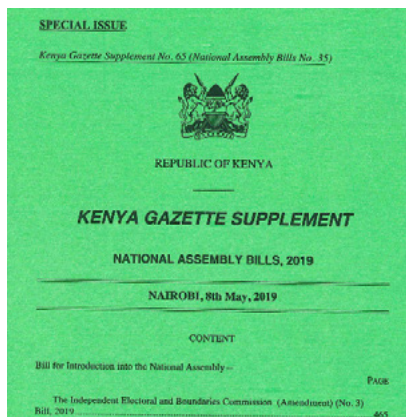 SPECIAL ISSUE
Kenya Gazette Supplement No. 65 (National Assembly Bills No. 35)
REPUBLIC OF KENYA
KENYA GAZETTE SUPPLEMENT
NATIONAL ASSEMBLY BILLS, 2019
NAIROBI, 8th May, 2019
CONTENT
Bill for Introduction into the National Assembly—
PAGE
The Independent Electoral and Boundaries Commission (Amendment) (No. 3)
Bill, 2019 ........................................ 465